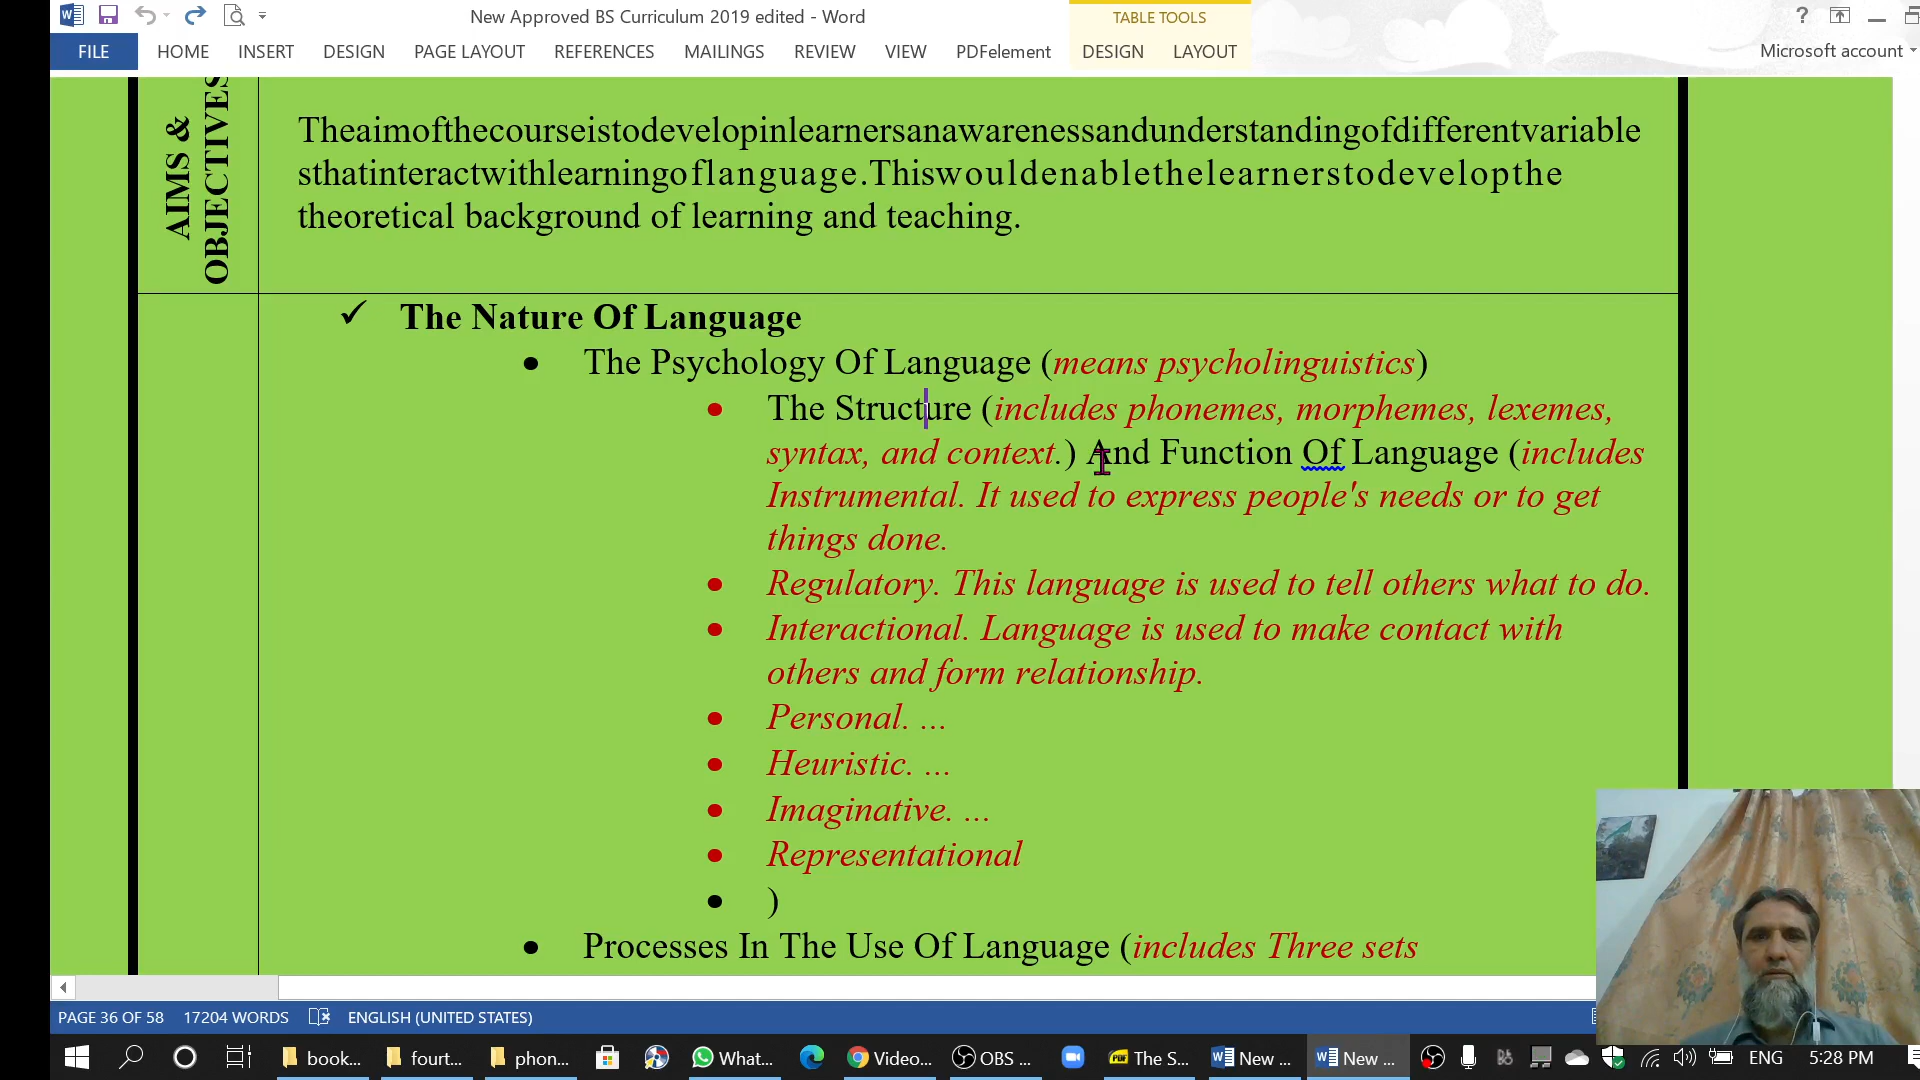 New Approved BS Curriculum 2019 edited - Word
TABLE TOOLS
?
FILE HOME INSERT DESIGN PAGE LAYOUT REFERENCES MAILINGS REVIEW VIEW PDFelement DESIGN LAYOUT Microsoft account
AIMS &
OBJECTIVES
Theaimofthecourseistodevelopinlearnersanawarenessandunderstandingofdifferentvariable
sthatinteractwithlearningoflanguage.Thiswouldenablethelearnerstodevelopthe
theoretical background of learning and teaching.
✓ The Nature Of Language
• The Psychology Of Language (means psycholinguistics)
• The Structure (includes phonemes, morphemes, lexemes,
syntax, and context.) And Function Of Language (includes
Instrumental. It used to express people's needs or to get
things done.
• Regulatory. This language is used to tell others what to do.
• Interactional. Language is used to make contact with
others and form relationship.
• Personal. ...
• Heuristic. ...
• Imaginative. ...
• Representational
• )
• Processes In The Use Of Language (includes Three sets
PAGE 36 OF 58 17204 WORDS ENGLISH (UNITED STATES)
book... fourt... phon... What... Video... OBS ... PDF The S... New ... New ... ENG 5:28 PM